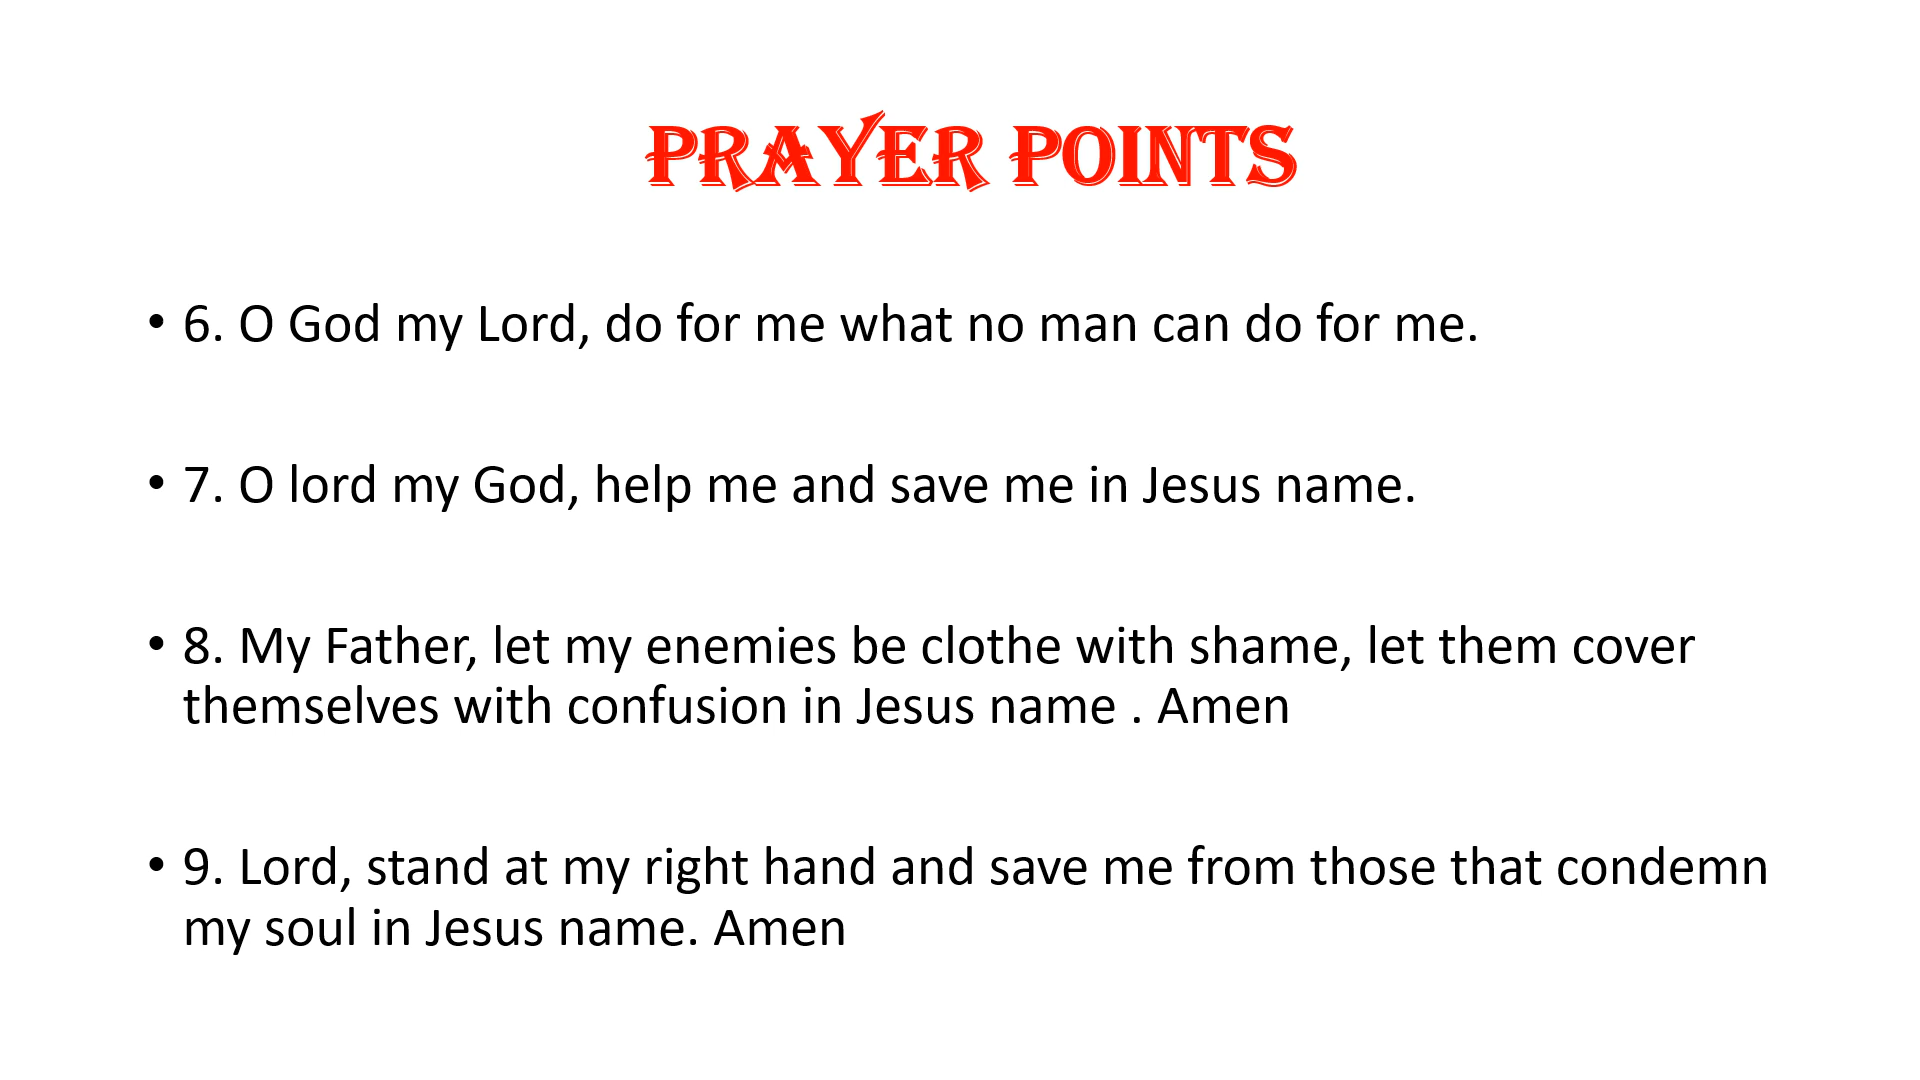 PRAYER POINTS
• 6. O God my Lord, do for me what no man can do for me.
• 7. O lord my God, help me and save me in Jesus name.
• 8. My Father, let my enemies be clothe with shame, let them cover
themselves with confusion in Jesus name . Amen
• 9. Lord, stand at my right hand and save me from those that condemn
my soul in Jesus name. Amen